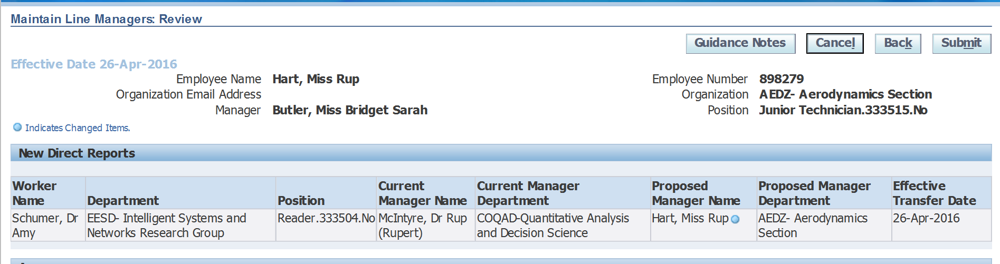 Maintain Line Managers: Review
Guidance Notes Cancel Back Submit
Effective Date 26-Apr-2016
Employee Name Hart, Miss Rup Employee Number 898279
Organization Email Address Organization AEDZ- Aerodynamics Section
Manager Butler, Miss Bridget Sarah Position Junior Technician.333515.No
Indicates Changed Items.
New Direct Reports
Worker Current Current Manager Proposed Proposed Manager Effective
Name Department Position Manager Name Department Manager Name Department Transfer Date
Schumer, Dr EESD- Intelligent Systems and Reader.333504.No McIntyre, Dr Rup COQAD-Quantitative Analysis Hart, Miss Rup AEDZ- Aerodynamics 26-Apr-2016
Amy Networks Research Group (Rupert) and Decision Science Section